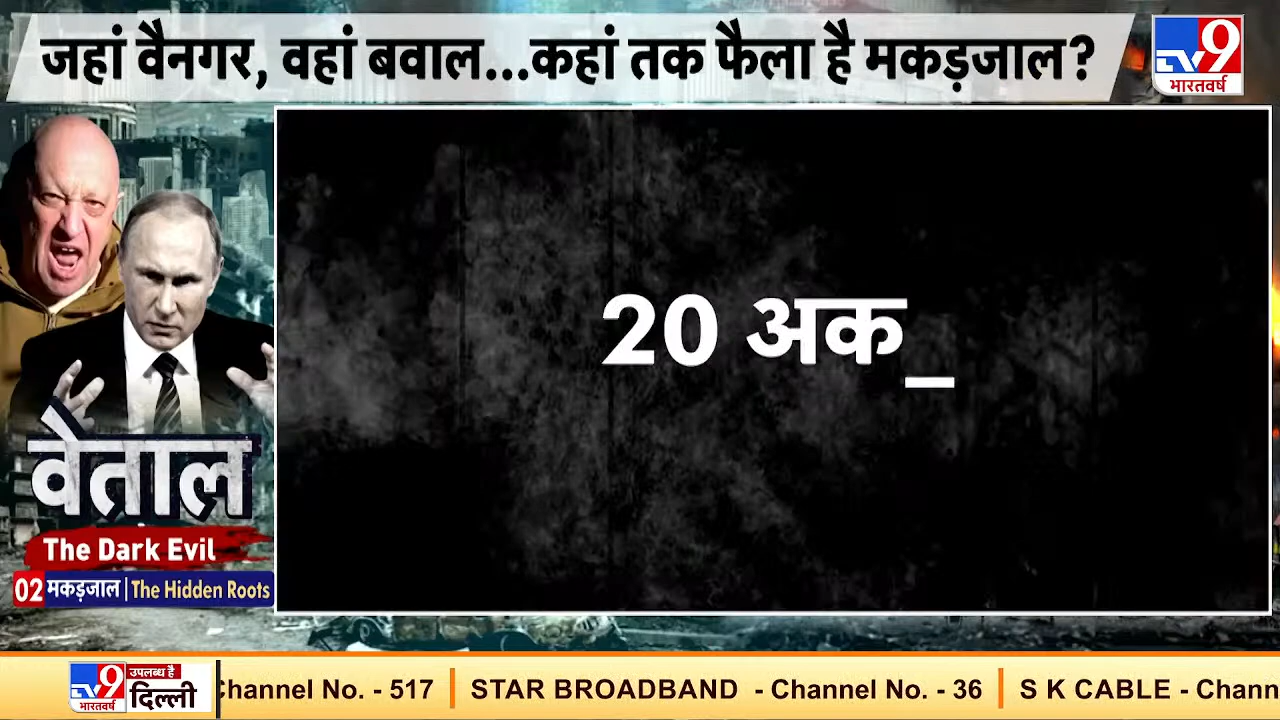 जहां वैनगर, वहां बवाल...कहां तक फैला है मकड़जाल?
TV9
भारतवर्ष
20 अक_
वेताल
The Dark Evil
02 मकड़जाल | The Hidden Roots
TV9 भारतवर्ष
उपलब्ध है
दिल्ली
Channel No. - 517 | STAR BROADBAND - Channel No. - 36 | S K CABLE - Chann